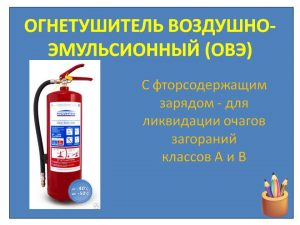 ОГНЕТУШИТЕЛЬ ВОЗДУШНО-
ЭМУЛЬСИОННЫЙ (ОВЭ)
С фторсодержащим
зарядом - для
ликвидации очагов
загораний
классов А и В